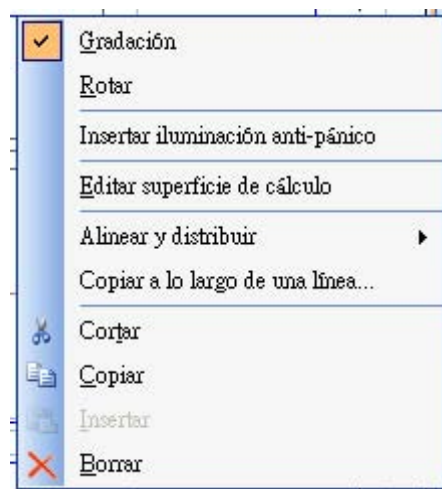 Gradación
Rotar
Insertar iluminación anti-pánico
Editar superficie de cálculo
Alinear y distribuir
Copiar a lo largo de una línea...
Cortar
Copiar
Insertar
Borrar